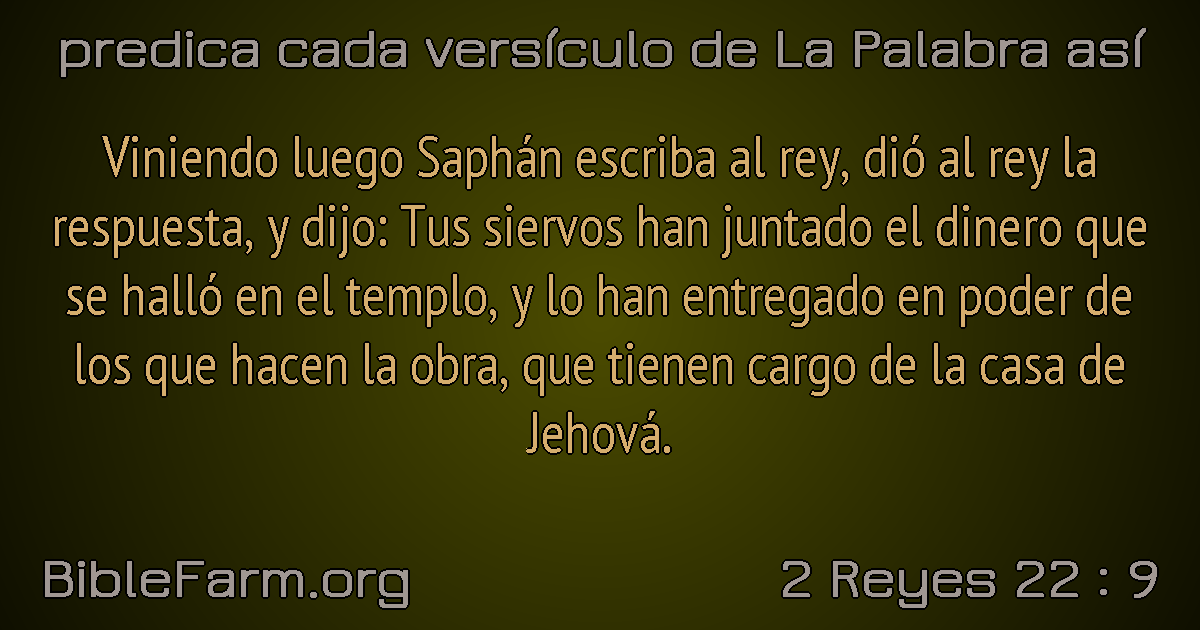 predica cada versículo de La Palabra así
Viniendo luego Saphán escriba al rey, dió al rey la
respuesta, y dijo: Tus siervos han juntado el dinero que
se halló en el templo, y lo han entregado en poder de
los que hacen la obra, que tienen cargo de la casa de
Jehová.
BibleFarm.org
2 Reyes 22 : 9